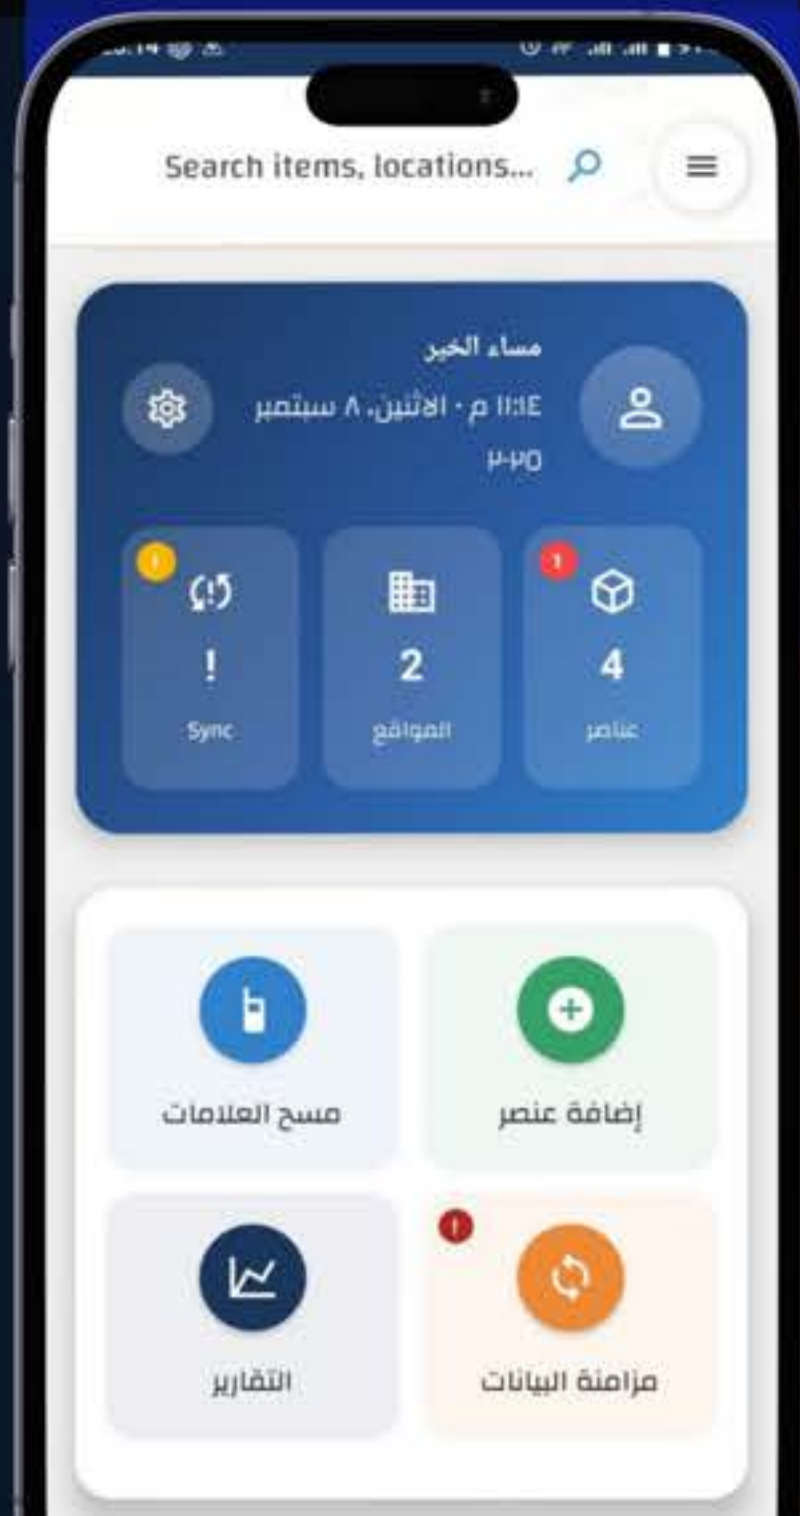 Search items, locations...
مساء الخير
١١:١٤ م • الاثنين، ٨ سبتمبر
٢٠٢٥
1
!
4
2
!
عناصر
المواقع
Sync
إضافة عنصر
مسح العلامات
!
مزامنة البيانات
التقارير